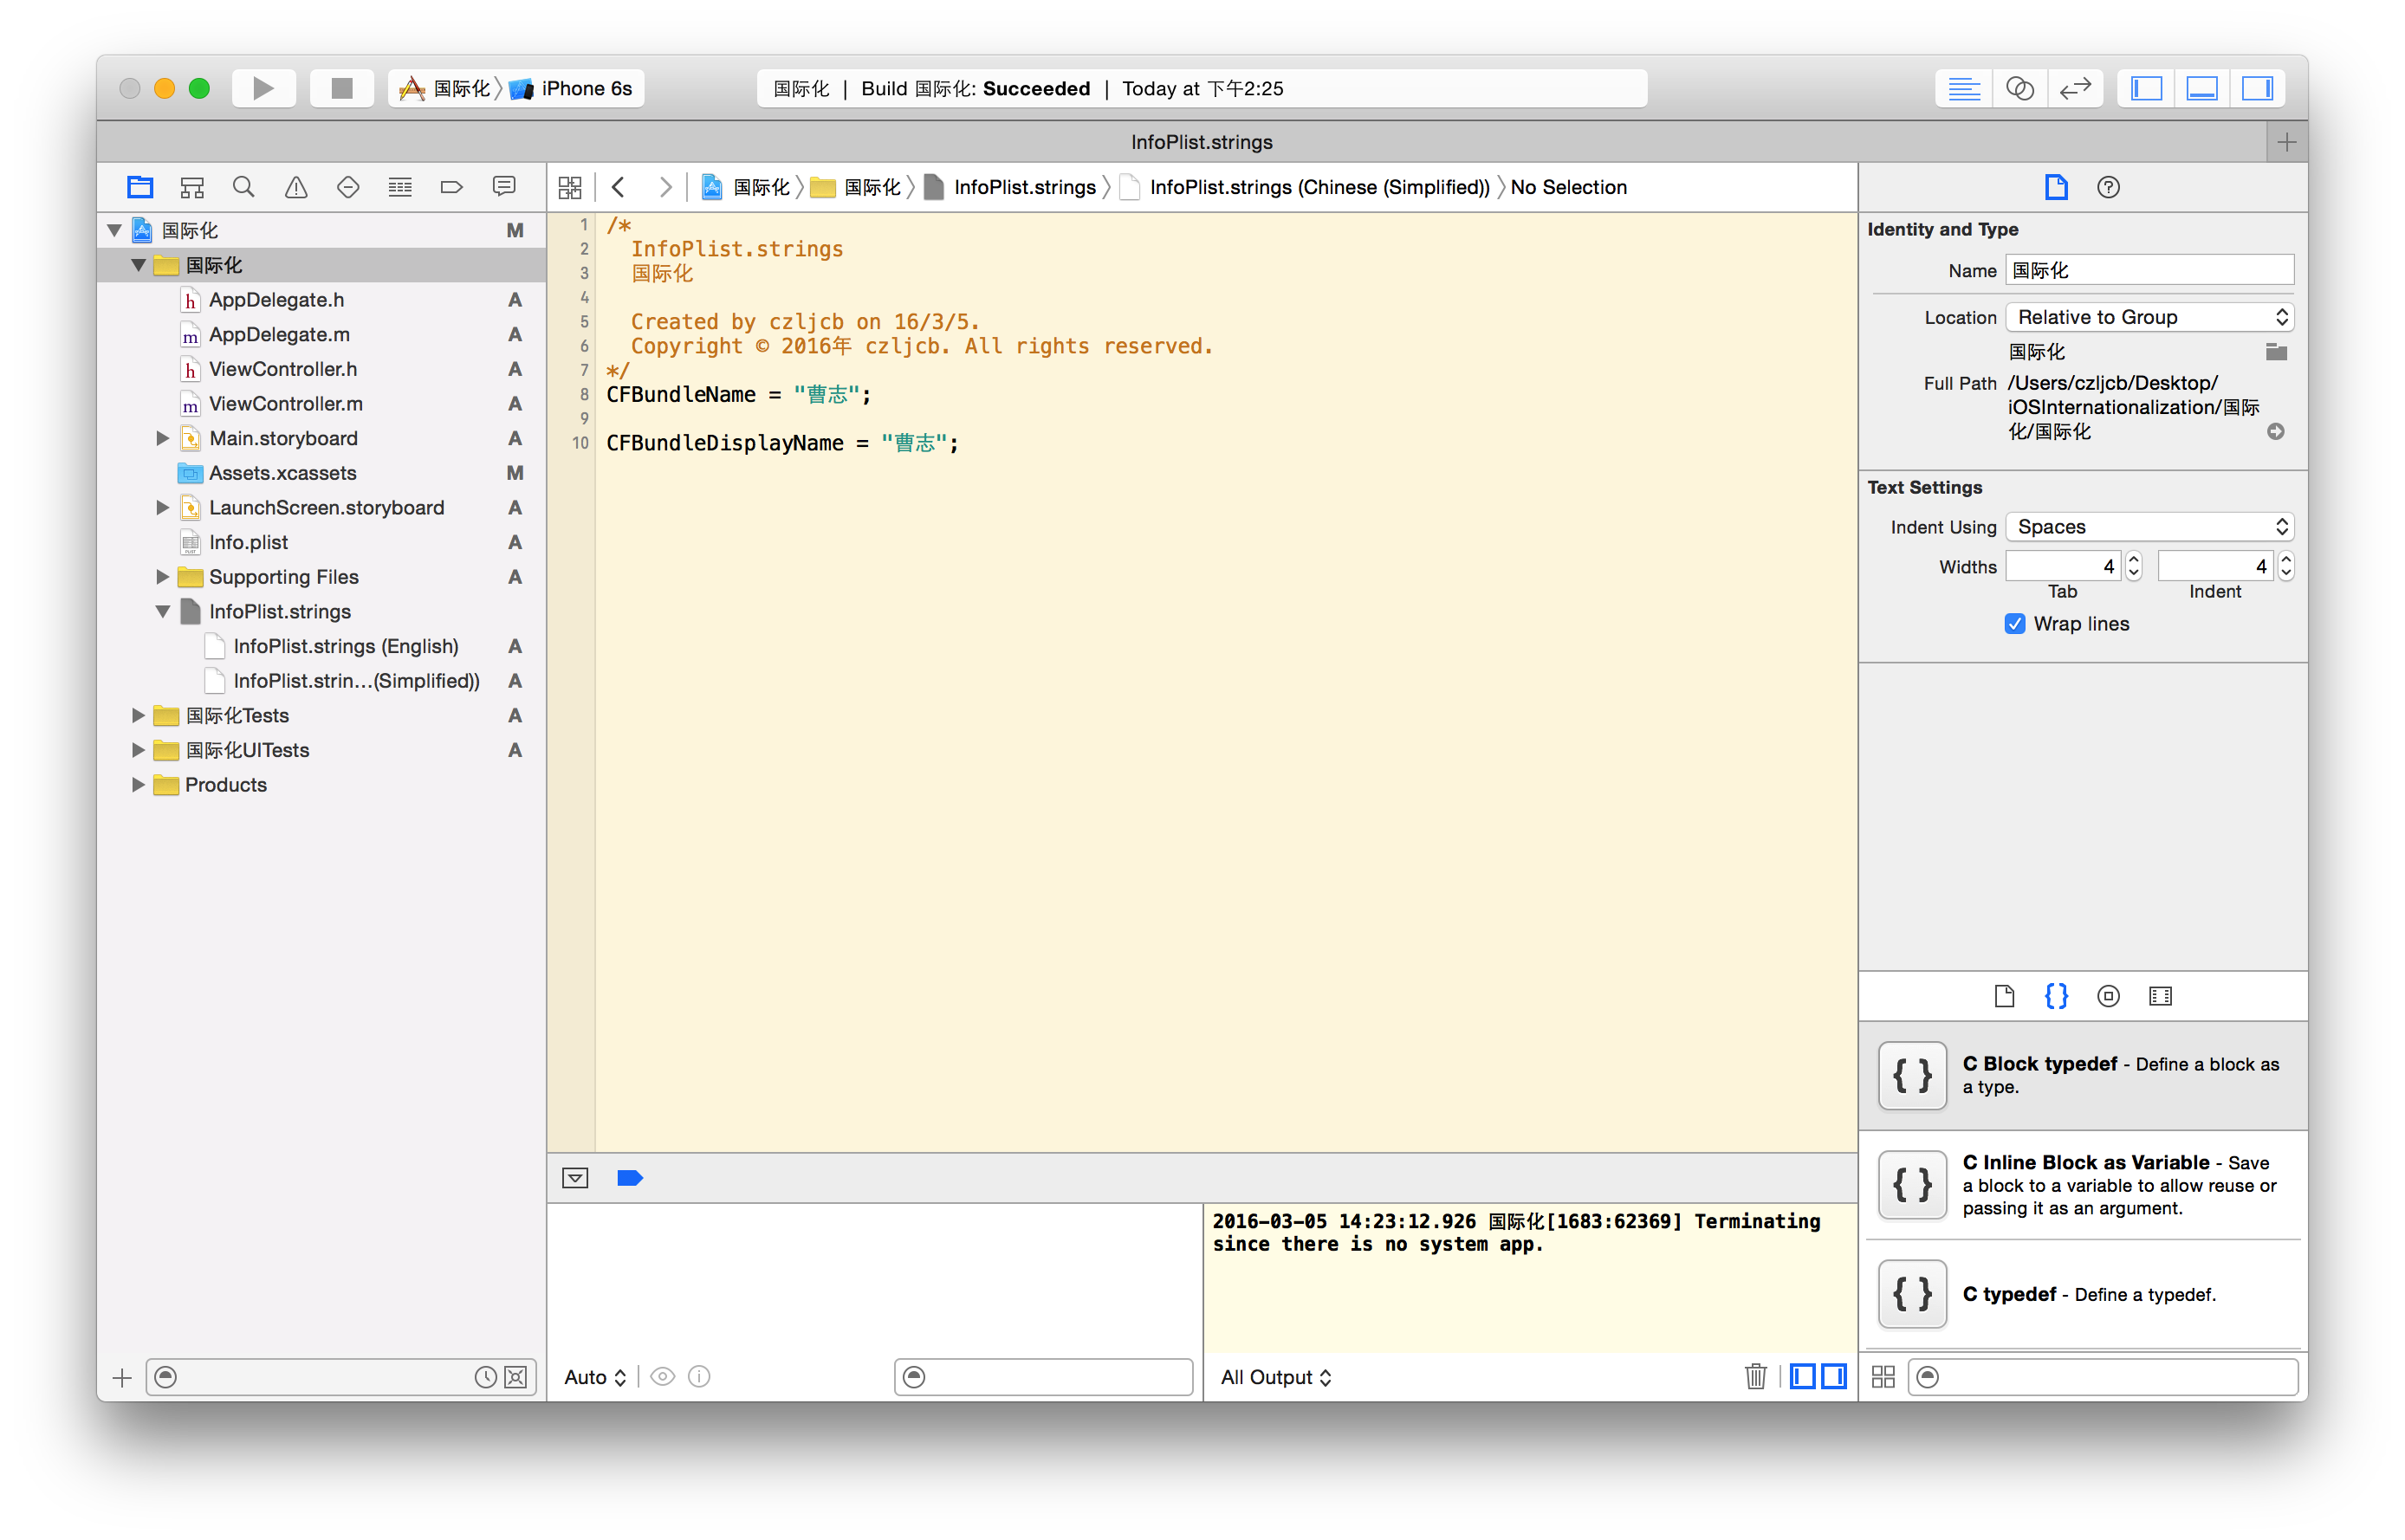 国际化 iPhone 6s
国际化 | Build 国际化: Succeeded | Today at 下午2:25
InfoPlist.strings
国际化 国际化 InfoPlist.strings InfoPlist.strings (Chinese (Simplified)) No Selection
国际化 M
国际化
AppDelegate.h A
AppDelegate.m A
ViewController.h A
ViewController.m A
Main.storyboard A
Assets.xcassets M
LaunchScreen.storyboard A
Info.plist A
Supporting Files A
InfoPlist.strings
InfoPlist.strings (English) A
InfoPlist.strin...(Simplified)) A
国际化Tests A
国际化UITests A
Products
1 /*
2 InfoPlist.strings
3 国际化
4
5 Created by czljcb on 16/3/5.
6 Copyright © 2016年 czljcb. All rights reserved.
7 */
8 CFBundleName = "曹志";
9
10 CFBundleDisplayName = "曹志";
Auto
2016-03-05 14:23:12.926 国际化[1683:62369] Terminating
since there is no system app.
All Output
Identity and Type
Name 国际化
Location Relative to Group
国际化
Full Path /Users/czljcb/Desktop/
iOSInternationalization/国际
化/国际化
Text Settings
Indent Using Spaces
Widths 4 4
Tab Indent
Wrap lines
{ }
C Block typedef - Define a block as
a type.
{ }
C Inline Block as Variable - Save
a block to a variable to allow reuse or
passing it as an argument.
{ }
C typedef - Define a typedef.